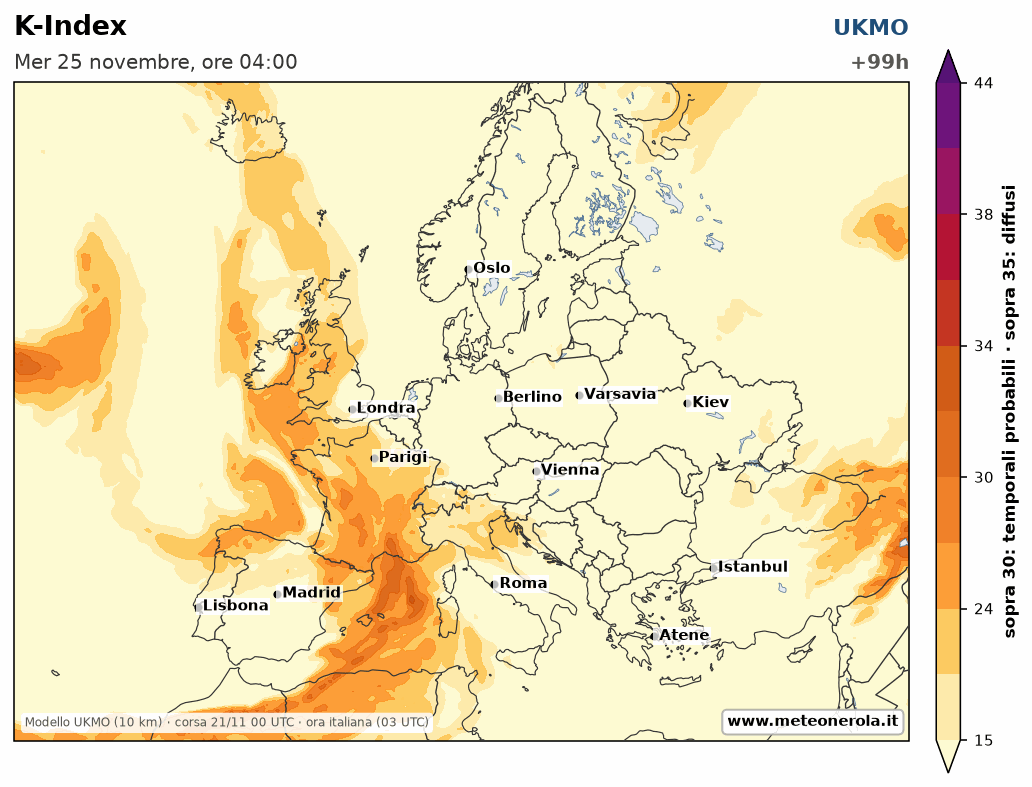 K-Index
UKMO
Mer 25 novembre, ore 04:00
+99h
44
38
34
30
24
15
sopra 30: temporali probabili · sopra 35: diffusi
Oslo
Berlino
Varsavia
Kiev
Londra
Parigi
Vienna
Istanbul
Roma
Madrid
Lisbona
Atene
Modello UKMO (10 km) · corsa 21/11 00 UTC · ora italiana (03 UTC)
www.meteonerola.it